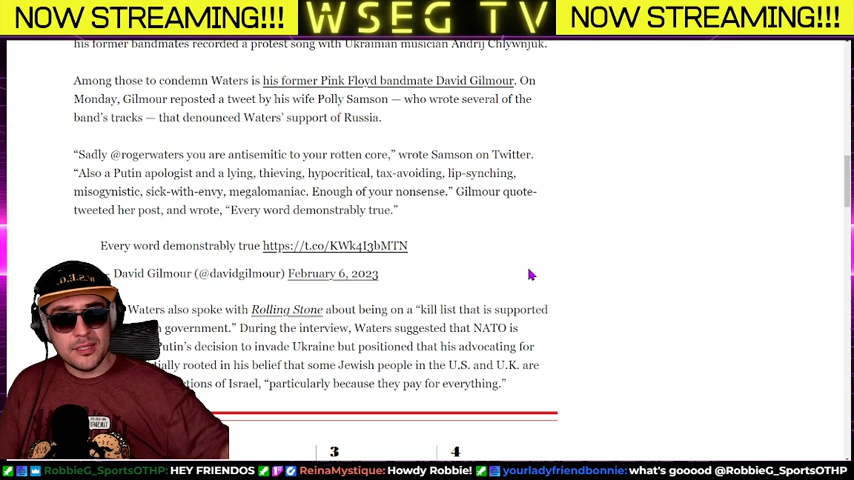 NOW STREAMING!!!
WSEG TV
NOW STREAMING!!!
his former bandmates recorded a protest song with Ukrainian musician Andrij Chlywnjuk.
Among those to condemn Waters is his former Pink Floyd bandmate David Gilmour. On
Monday, Gilmour reposted a tweet by his wife Polly Samson — who wrote several of the
band's tracks — that denounced Waters' support of Russia.
“Sadly @rogerwaters you are antisemitic to your rotten core,” wrote Samson on Twitter.
“Also a Putin apologist and a lying, thieving, hypocritical, tax-avoiding, lip-synching,
misogynistic, sick-with-envy, megalomaniac. Enough of your nonsense.” Gilmour quote-
tweeted her post, and wrote, “Every word demonstrably true.”
Every word demonstrably true https://t.co/KWk4I3bMTN
— David Gilmour (@davidgilmour) February 6, 2023
Waters also spoke with Rolling Stone about being on a “kill list that is supported
government.” During the interview, Waters suggested that NATO is
Putin's decision to invade Ukraine but positioned that his advocating for
rooted in his belief that some Jewish people in the U.S. and U.K. are
of Israel, “particularly because they pay for everything.”
3 4
RobbieG_SportsOTHP: HEY FRIENDOS ReinaMystique: Howdy Robbie! yourladyfriendbonnie: what's gooood @RobbieG_SportsOTHP